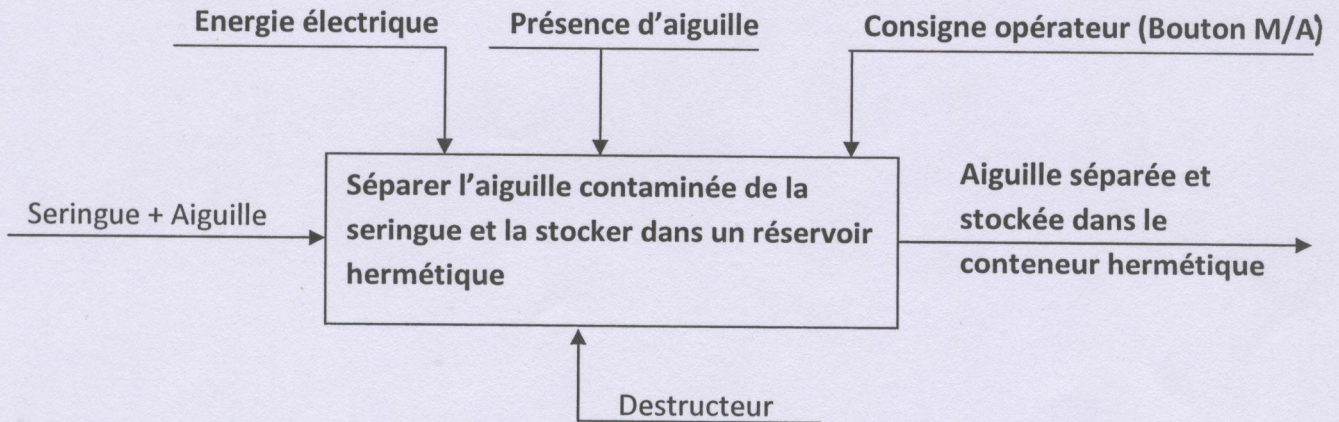 Energie électrique
Présence d'aiguille
Consigne opérateur (Bouton M/A)
Seringue + Aiguille
Séparer l'aiguille contaminée de la
seringue et la stocker dans un réservoir
hermétique
Aiguille séparée et
stockée dans le
conteneur hermétique
Destructeur